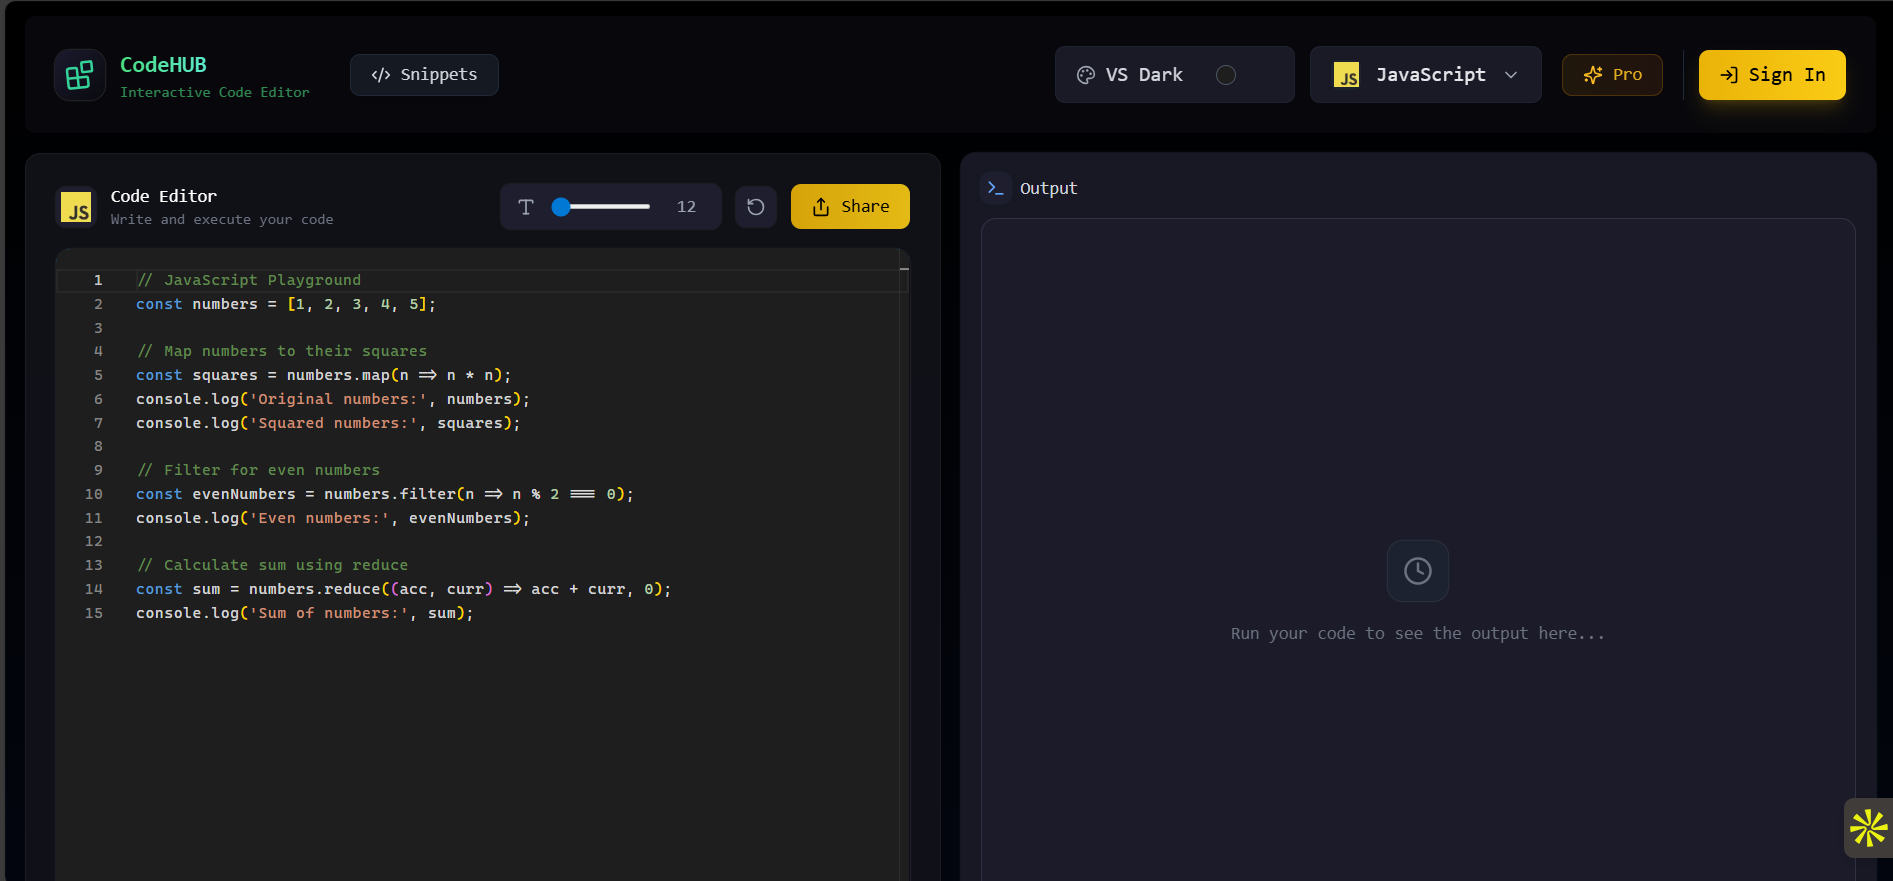 CodeHUB
Interactive Code Editor
</> Snippets
VS Dark
JS JavaScript
Pro
Sign In
JS
Code Editor
Write and execute your code
12
Share
Output
1 // JavaScript Playground
2 const numbers = [1, 2, 3, 4, 5];
3
4 // Map numbers to their squares
5 const squares = numbers.map(n => n * n);
6 console.log('Original numbers:', numbers);
7 console.log('Squared numbers:', squares);
8
9 // Filter for even numbers
10 const evenNumbers = numbers.filter(n => n % 2 === 0);
11 console.log('Even numbers:', evenNumbers);
12
13 // Calculate sum using reduce
14 const sum = numbers.reduce((acc, curr) => acc + curr, 0);
15 console.log('Sum of numbers:', sum);
Run your code to see the output here...